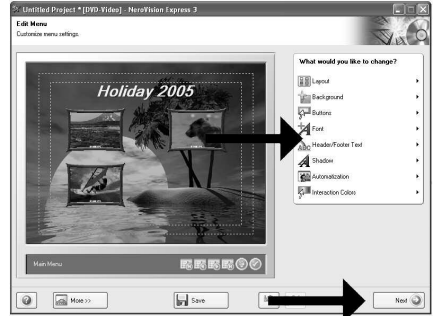 Untitled Project *[DVD-Video] - NeroVision Express 3
Edit Menu
Customize menu settings.
Holiday 2005
Main Menu
What would you like to change?
Layout
Background
Buttons
Font
Header/Footer Text
Shadow
Automatization
Interaction Colors
More >>
Save
Next